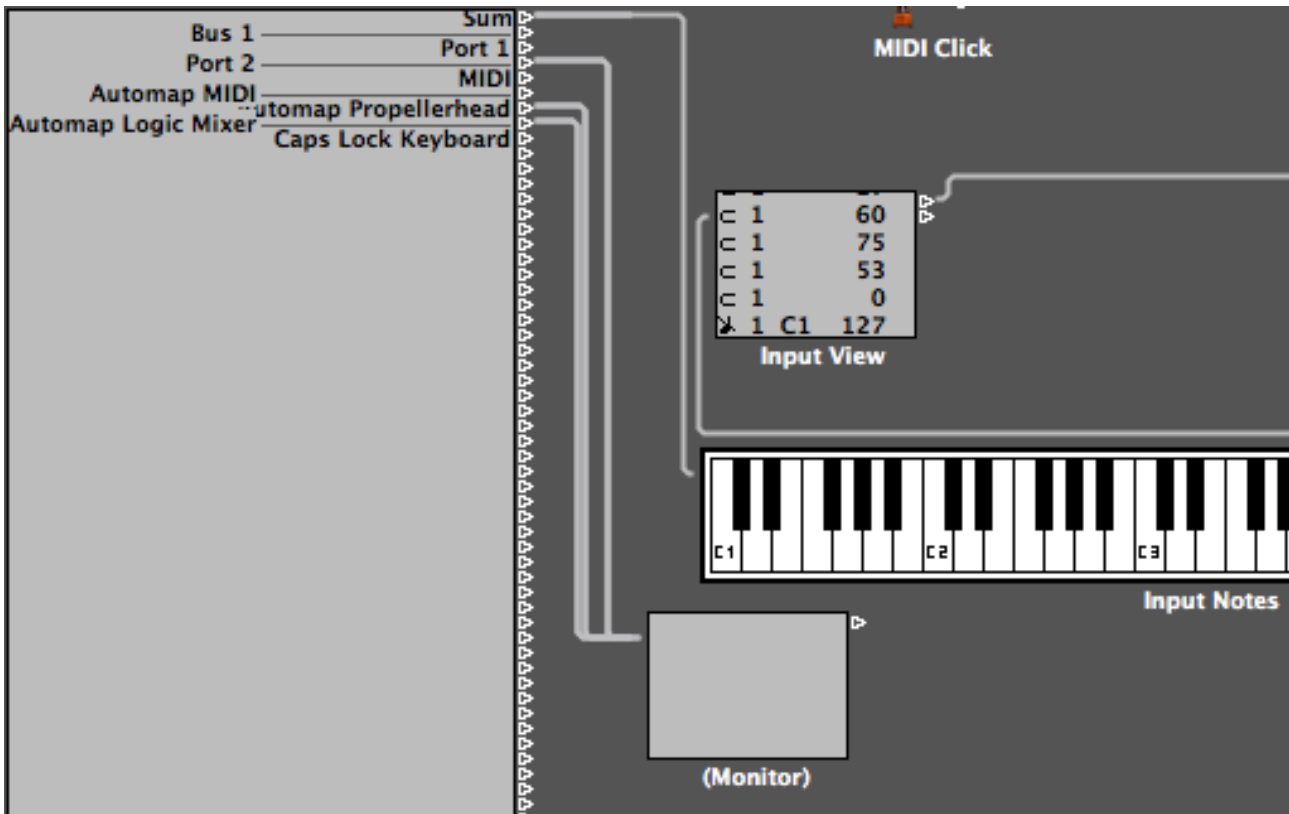 Sum
Bus 1
Port 1
Port 2
MIDI
Automap MIDI
utomap Propellerhead
Automap Logic Mixer
Caps Lock Keyboard
MIDI Click
1 60
1 75
1 53
1 0
1 C1 127
Input View
C1 C2 C3
Input Notes
(Monitor)